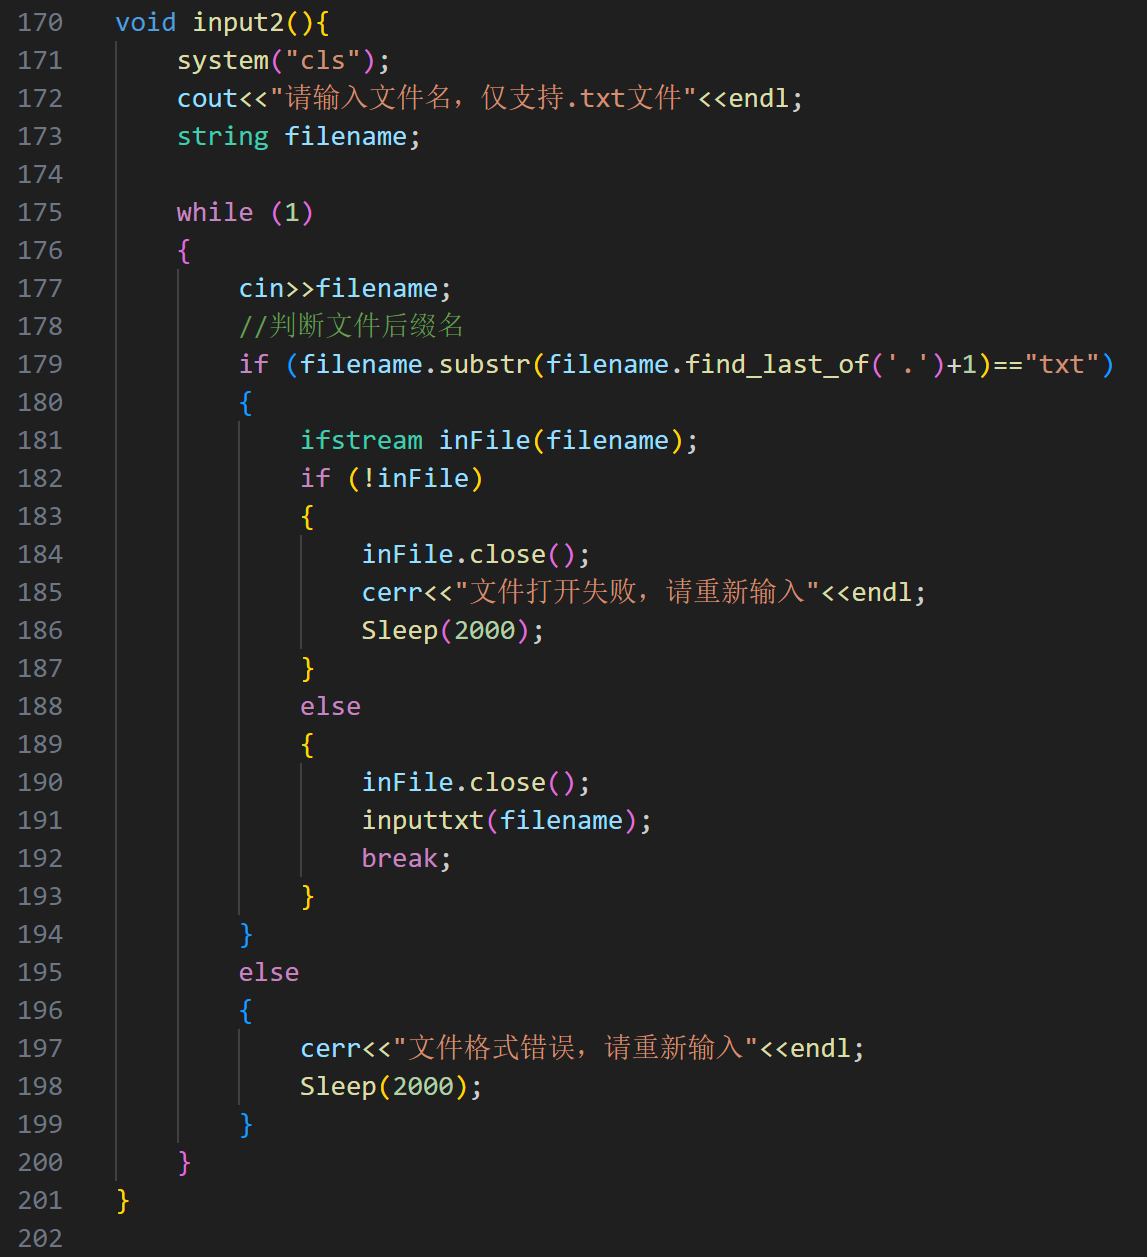 170 void input2(){
171     system("cls");
172     cout<<"请输入文件名，仅支持.txt文件"<<endl;
173     string filename;
174
175     while (1)
176     {
177         cin>>filename;
178         //判断文件后缀名
179         if (filename.substr(filename.find_last_of('.')+1)=="txt")
180         {
181             ifstream inFile(filename);
182             if (!inFile)
183             {
184                 inFile.close();
185                 cerr<<"文件打开失败，请重新输入"<<endl;
186                 Sleep(2000);
187             }
188             else
189             {
190                 inFile.close();
191                 inputtxt(filename);
192                 break;
193             }
194         }
195         else
196         {
197             cerr<<"文件格式错误，请重新输入"<<endl;
198             Sleep(2000);
199         }
200     }
201 }
202